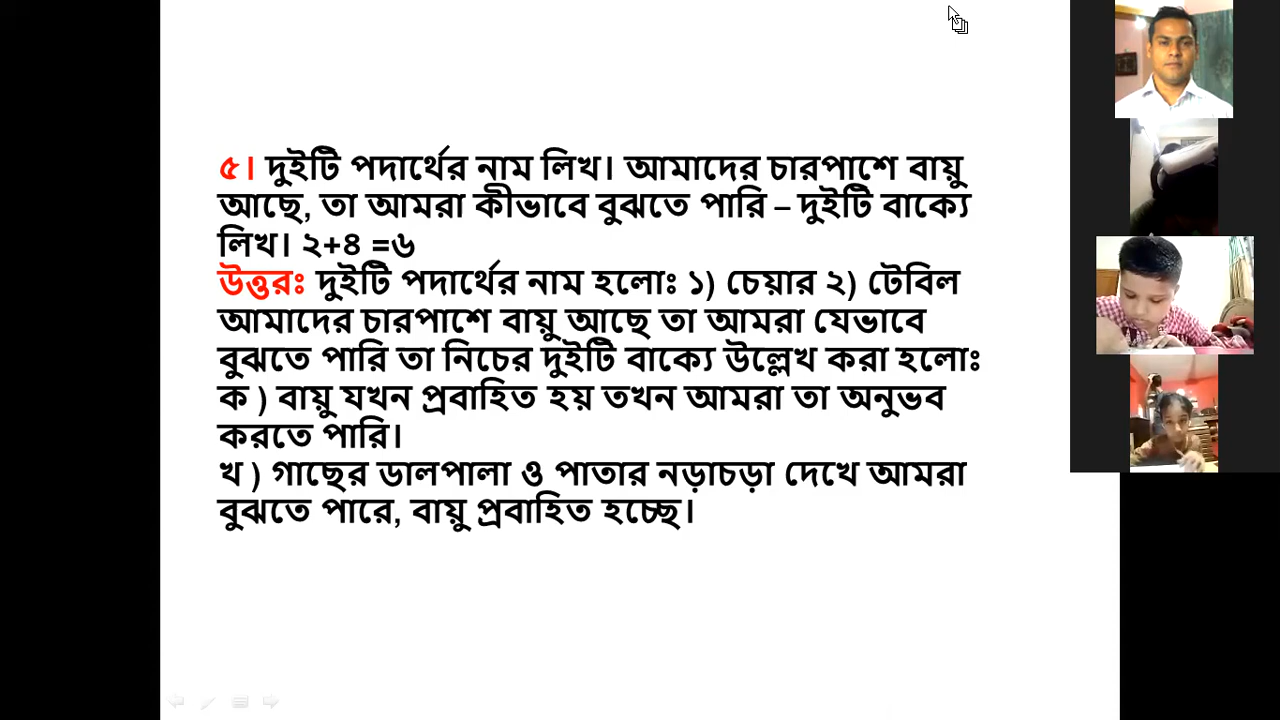 ৫। দুইটি পদার্থের নাম লিখ। আমাদের চারপাশে বায়ু
আছে, তা আমরা কীভাবে বুঝতে পারি – দুইটি বাক্যে
লিখ। ২+৪ =৬
উত্তরঃ দুইটি পদার্থের নাম হলোঃ ১) চেয়ার ২) টেবিল
আমাদের চারপাশে বায়ু আছে তা আমরা যেভাবে
বুঝতে পারি তা নিচের দুইটি বাক্যে উল্লেখ করা হলোঃ
ক ) বায়ু যখন প্রবাহিত হয় তখন আমরা তা অনুভব
করতে পারি।
খ ) গাছের ডালপালা ও পাতার নড়াচড়া দেখে আমরা
বুঝতে পারে, বায়ু প্রবাহিত হচ্ছে।